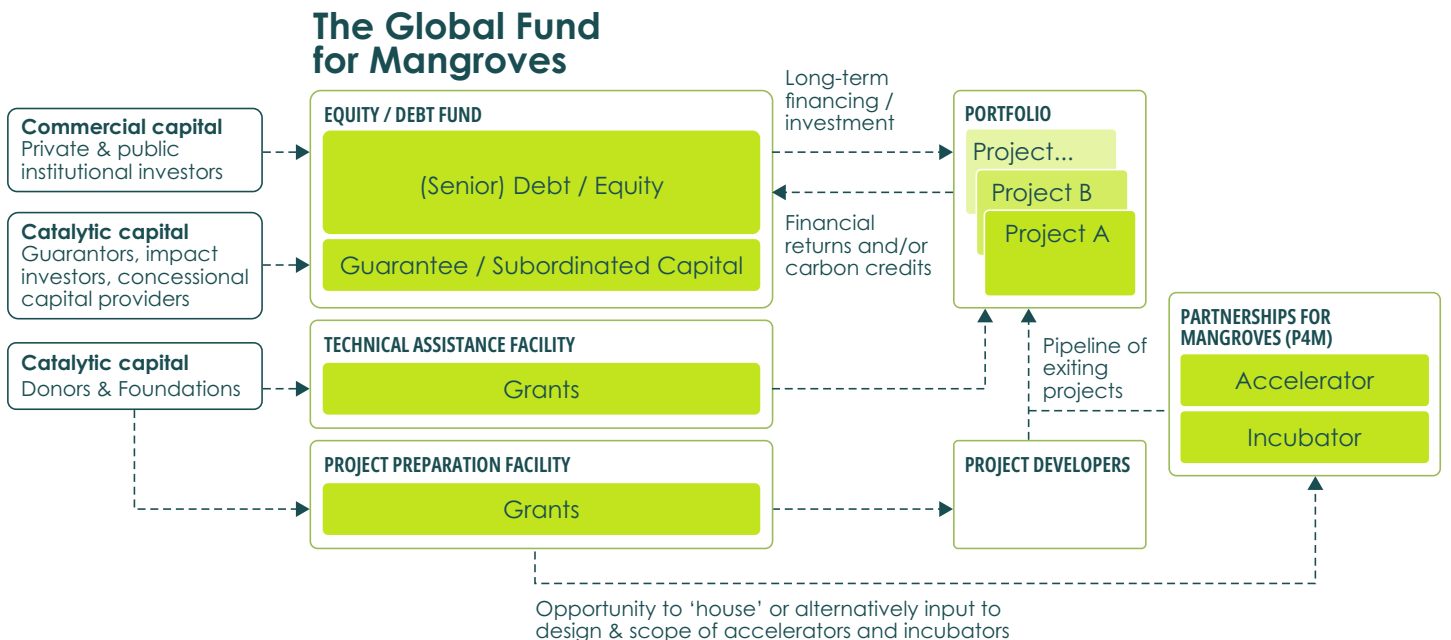 The Global Fund
for Mangroves
Commercial capital
Private & public
institutional investors
Catalytic capital
Guarantors, impact
investors, concessional
capital providers
Catalytic capital
Donors & Foundations
EQUITY / DEBT FUND
(Senior) Debt / Equity
Guarantee / Subordinated Capital
TECHNICAL ASSISTANCE FACILITY
Grants
PROJECT PREPARATION FACILITY
Grants
Long-term
financing /
investment
Financial
returns and/or
carbon credits
PORTFOLIO
Project...
Project B
Project A
Pipeline of
exiting
projects
PROJECT DEVELOPERS
PARTNERSHIPS FOR
MANGROVES (P4M)
Accelerator
Incubator
Opportunity to ‘house’ or alternatively input to
design & scope of accelerators and incubators